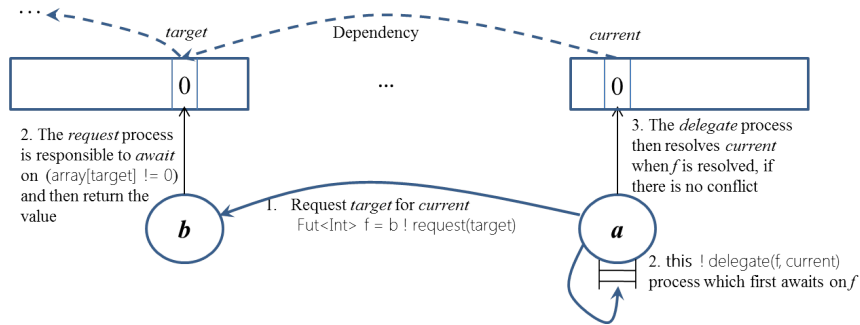 ...
target
Dependency
current
0
...
0
2. The request process
is responsible to await
on (array[target] != 0)
and then return the
value
3. The delegate process
then resolves current
when f is resolved, if
there is no conflict
1. Request target for current
Fut<Int> f = b ! request(target)
b
a
2. this ! delegate(f, current)
process which first awaits on f